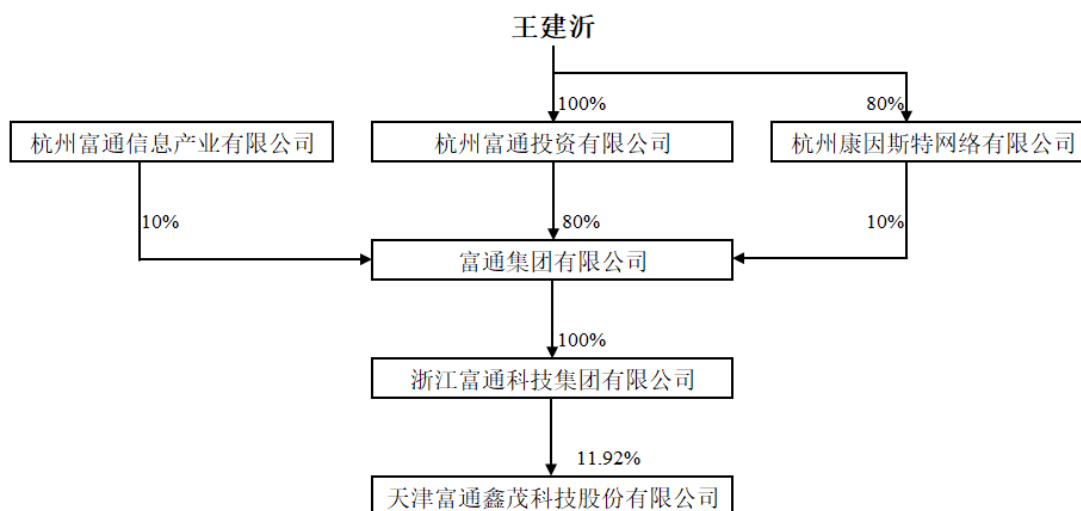 王建沂
100%
80%
杭州富通信息产业有限公司
杭州富通投资有限公司
杭州康因斯特网络有限公司
10%
80%
10%
富通集团有限公司
100%
浙江富通科技集团有限公司
11.92%
天津富通鑫茂科技股份有限公司